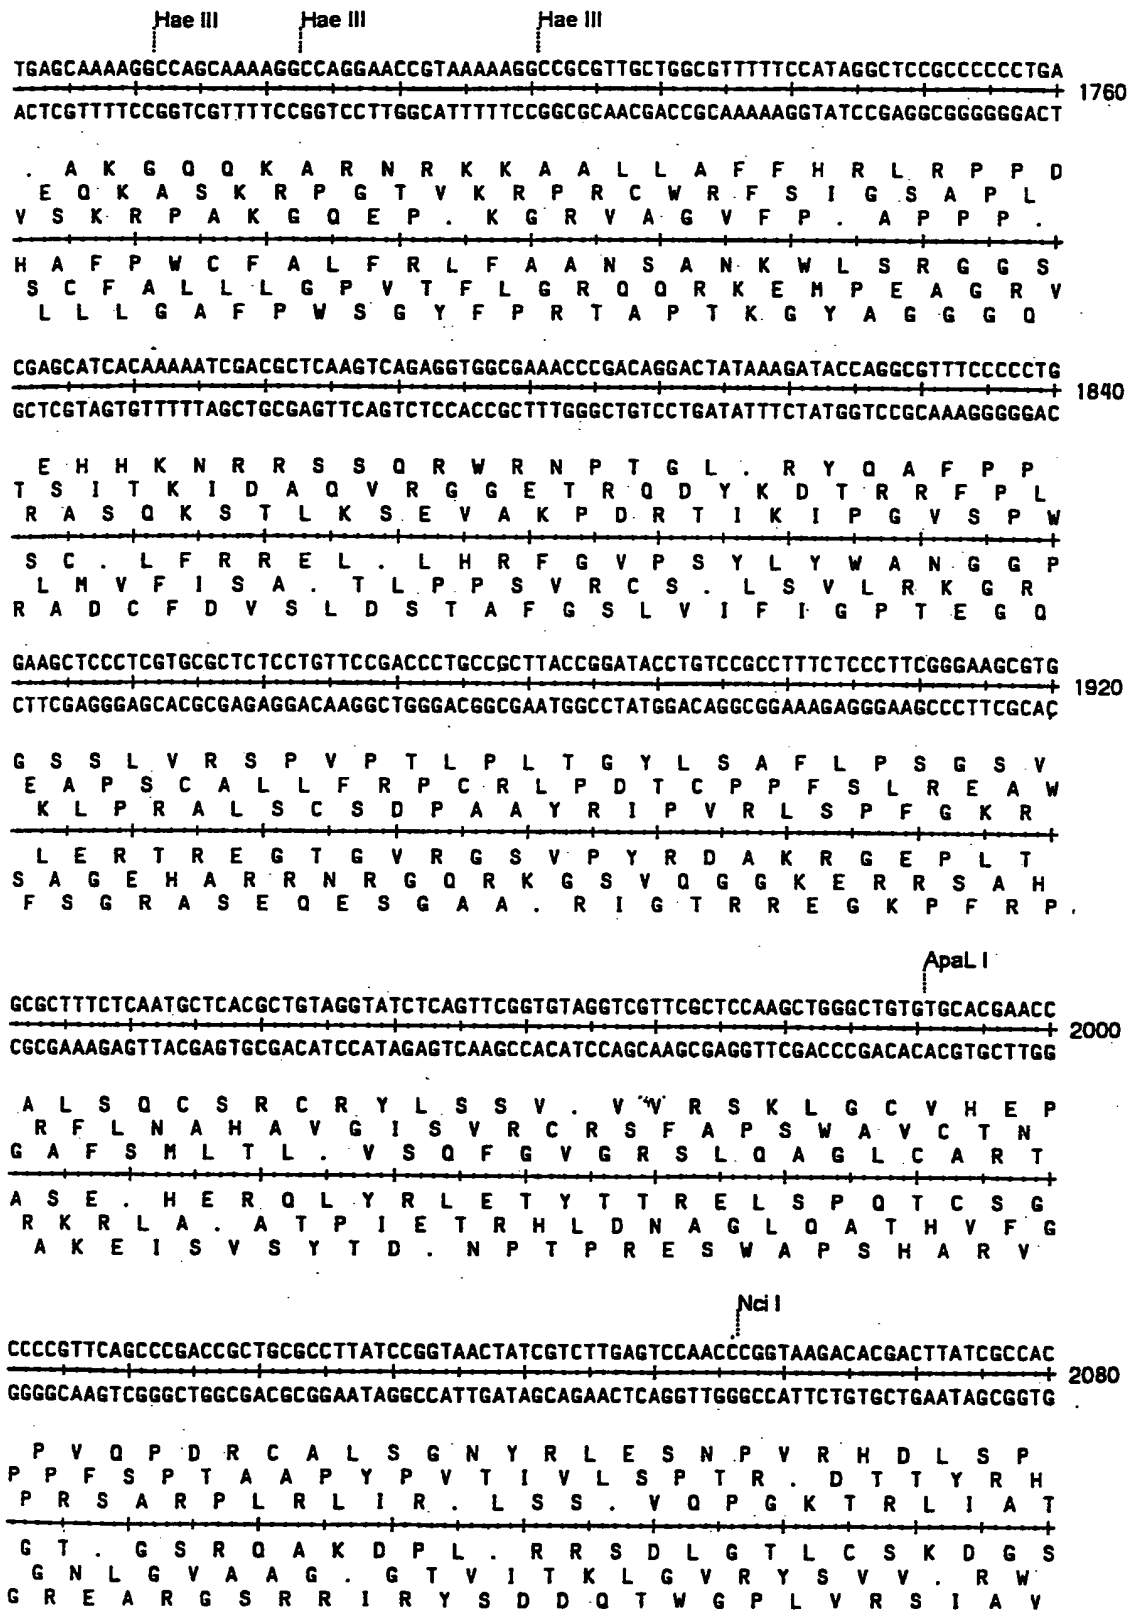 Hae III Hae III Hae III
TGAGCAAAAGGCCAGCAAAAGGCCAGGAACCGTAAAAAGGCCGCGTTGCTGGCGTTTTTCCATAGGCTCCGCCCCCCTGA
1760
ACTCGTTTTCCGGTCGTTTTCCGGTCCTTGGCATTTTTCCGGCGCAACGACCGCAAAAAGGTATCCGAGGCGGGGGGACT
. A K G Q Q K A R N R K K A A L L A F F H R L R P P D
E Q K A S K R P G T V K R P R C W R F S I G S A P L
V S K R P A K G Q E P . K G R V A G V F P . A P P P .
H A F P W C F A L F R L F A A N S A N K W L S R G G S
S C F A L L L G P V T F L G R Q Q R K E M P E A G R V
L L L G A F P W S G Y F P R T A P T K G Y A G G G Q
CGAGCATCACAAAAATCGACGCTCAAGTCAGAGGTGGCGAAACCCGACAGGACTATAAAGATACCAGGCGTTTCCCCCTG
1840
GCTCGTAGTGTTTTTAGCTGCGAGTTCAGTCTCCACCGCTTTGGGCTGTCCTGATATTTCTATGGTCCGCAAAGGGGGAC
E H H K N R R S S Q R W R N P T G L . R Y Q A F P P
T S I T K I D A Q V R G G E T R Q D Y K D T R R F P L
R A S Q K S T L K S E V A K P D R T I K I P G V S P W
S C . L F R R E L . L H R F G V P S Y L Y W A N G G P
L M V F I S A . T L P P S V R C S . L S V L R K G R
R A D C F D V S L D S T A F G S L V I F I G P T E G Q
GAAGCTCCCTCGTGCGCTCTCCTGTTCCGACCCTGCCGCTTACCGGATACCTGTCCGCCTTTCTCCCTTCGGGAAGCGTG
1920
CTTCGAGGGAGCACGCGAGAGGACAAGGCTGGGACGGCGAATGGCCTATGGACAGGCGGAAAGAGGGAAGCCCTTCGCAC
G S S L V R S P V P T L P L T G Y L S A F L P S G S V
E A P S C A L L F R P C R L P D T C P P F S L R E A W
K L P R A L S C S D P A A Y R I P V R L S P F G K R
L E R T R E G T G V R G S V P Y R D A K R G E P L T
S A G E H A R R N R G Q R K G S V Q G G K E R R S A H
F S G R A S E Q E S G A A . R I G T R R E G K P F R P
ApaL I
GCGCTTTCTCAATGCTCACGCTGTAGGTATCTCAGTTCGGTGTAGGTCGTTCGCTCCAAGCTGGGCTGTGTGCACGAACC
2000
CGCGAAAGAGTTACGAGTGCGACATCCATAGAGTCAAGCCACATCCAGCAAGCGAGGTTCGACCCGACACACGTGCTTGG
A L S Q C S R C R Y L S S V . V V R S K L G C V H E P
R F L N A H A V G I S V R C R S F A P S W A V C T N
G A F S M L T L . V S Q F G V G R S L Q A G L C A R T
A S E . H E R Q L Y R L E T Y T T R E L S P Q T C S G
R K R L A . A T P I E T R H L D N A G L Q A T H V F G
A K E I S V S Y T D . N P T P R E S W A P S H A R V
Nci I
CCCCGTTCAGCCCGACCGCTGCGCCTTATCCGGTAACTATCGTCTTGAGTCCAACCCGGTAAGACACGACTTATCGCCAC
2080
GGGGCAAGTCGGGCTGGCGACGCGGAATAGGCCATTGATAGCAGAACTCAGGTTGGGCCATTCTGTGCTGAATAGCGGTG
P V Q P D R C A L S G N Y R L E S N P V R H D L S P
P P F S P T A A P Y P V T I V L S P T R . D T T Y R H
P R S A R P L R L I R . L S S . V Q P G K T R L I A T
G T . G S R Q A K D P L . R R S D L G T L C S K D G S
G N L G V A A G . G T V I T K L G V R Y S V V . R W
G R E A R G S R R I R Y S D D Q T W G P L V R S I A V